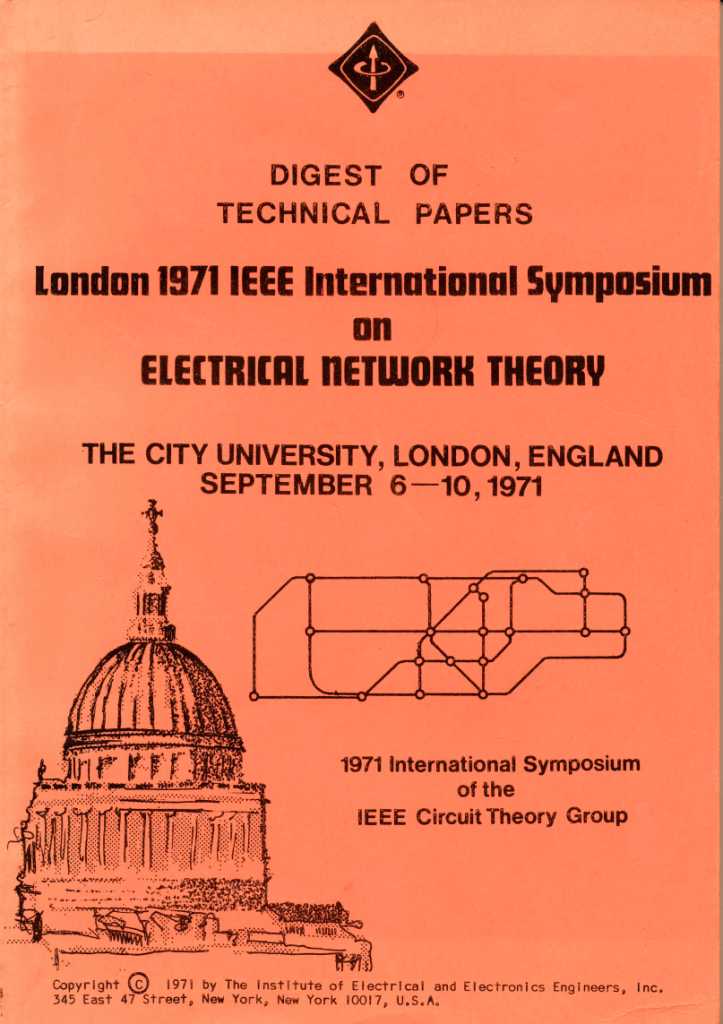 DIGEST OF
TECHNICAL PAPERS
London 1971 IEEE International Symposium
on
ELECTRICAL NETWORK THEORY
THE CITY UNIVERSITY, LONDON, ENGLAND
SEPTEMBER 6—10, 1971
1971 International Symposium
of the
IEEE Circuit Theory Group
Copyright © 1971 by The Institute of Electrical and Electronics Engineers, Inc.
345 East 47 Street, New York, New York 10017, U.S.A.